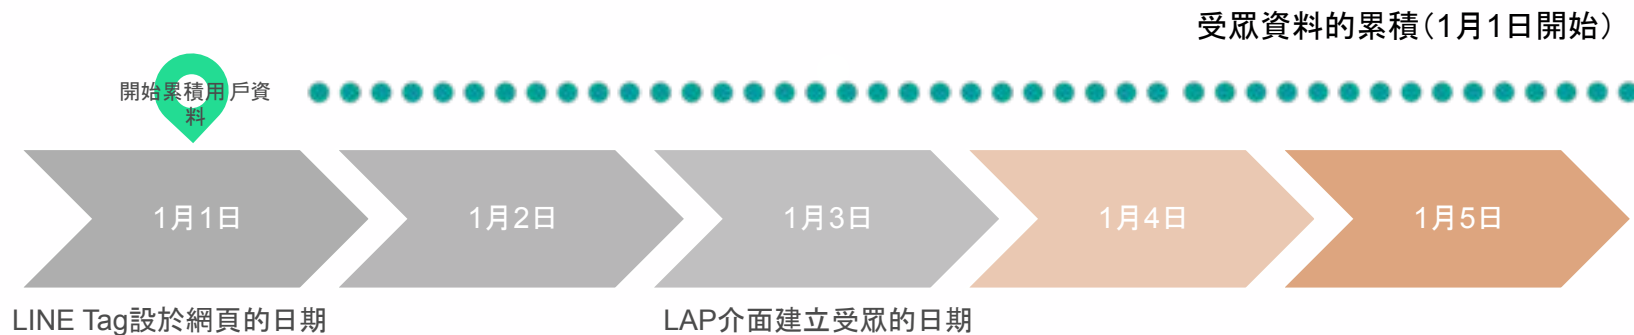 受眾資料的累積（1月1日開始）
開始累積用戶資
料
1月1日
1月2日
1月3日
1月4日
1月5日
LINE Tag設於網頁的日期
LAP介面建立受眾的日期